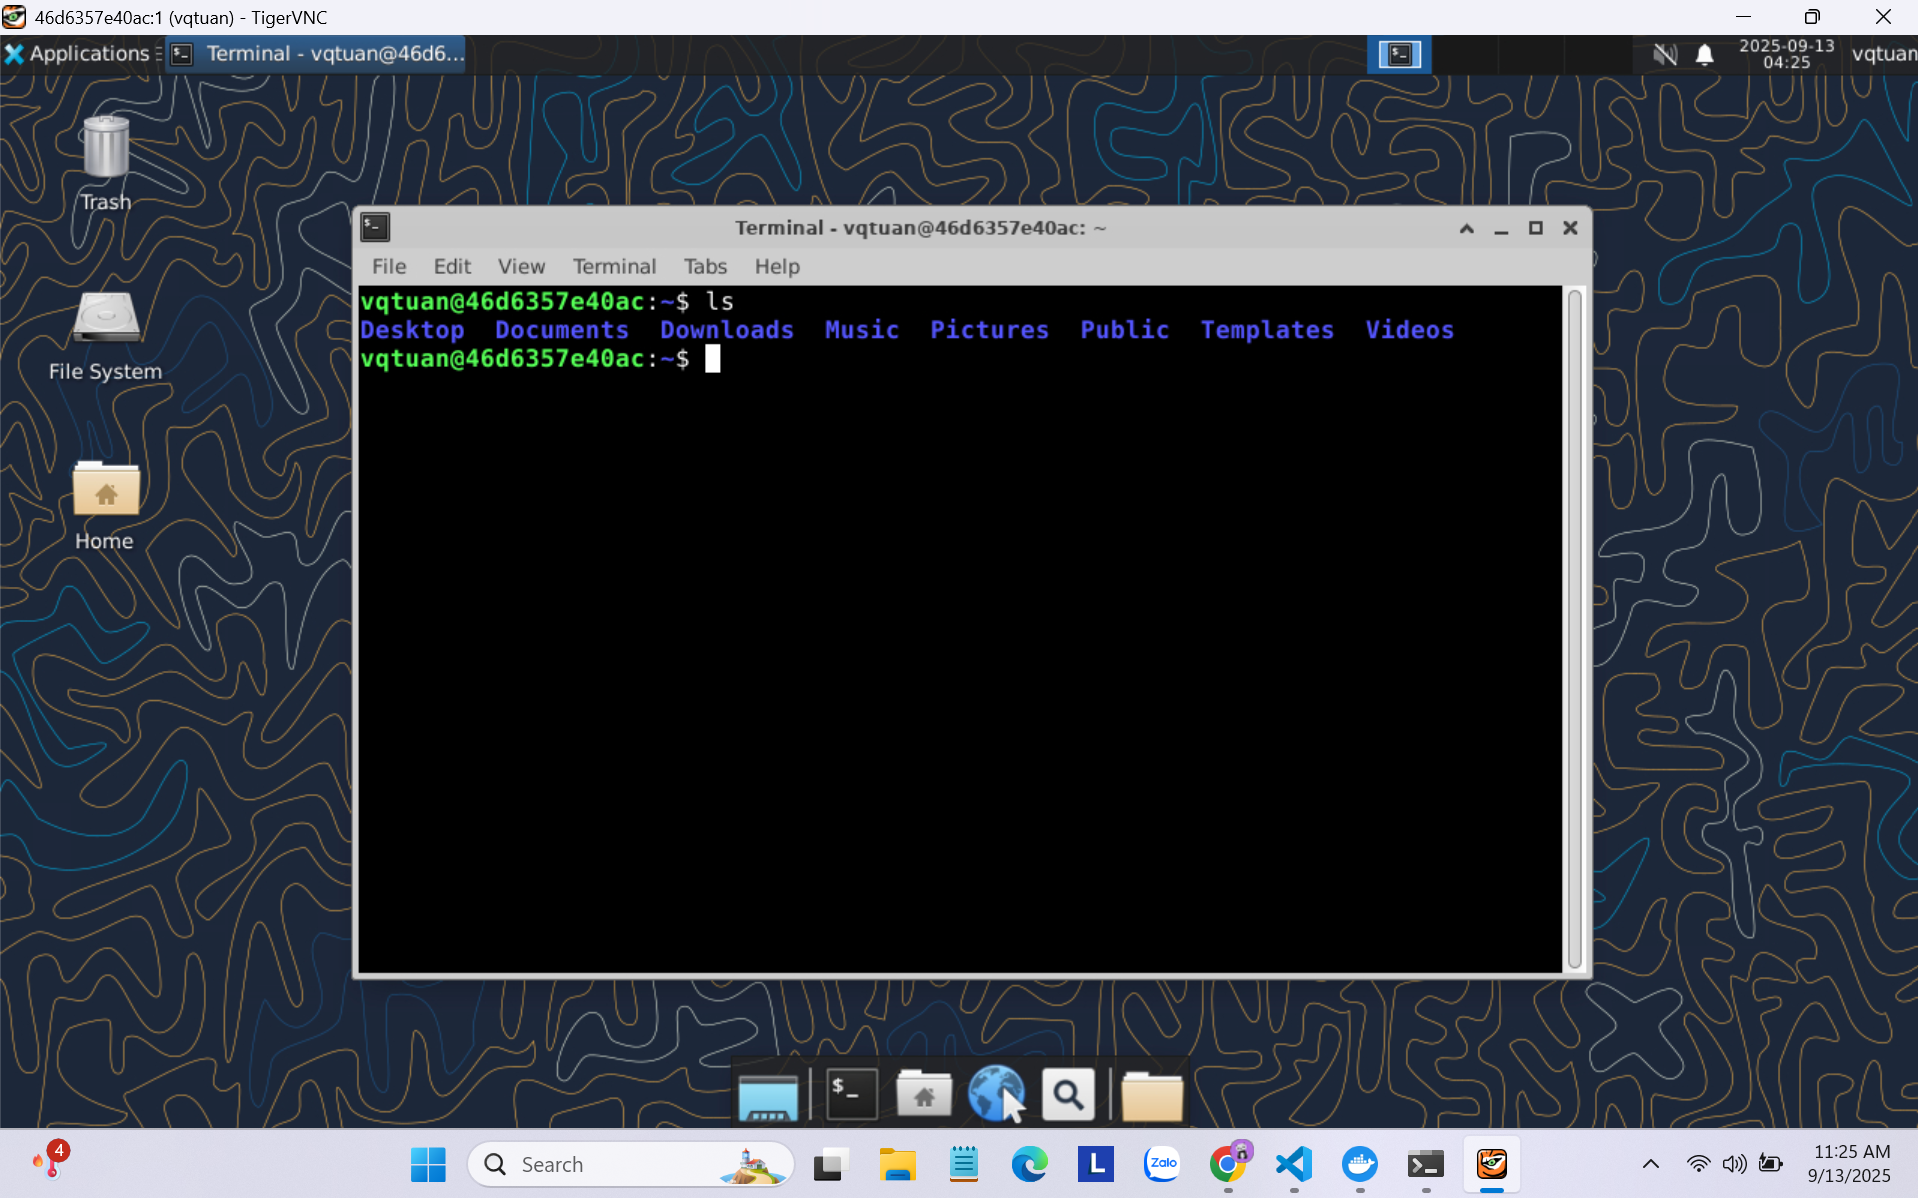 46d6357e40ac:1 (vqtuan) - TigerVNC
Applications
Terminal - vqtuan@46d6...
2025-09-13
04:25
vqtuan
Trash
File System
Home
Terminal - vqtuan@46d6357e40ac: ~
File Edit View Terminal Tabs Help
vqtuan@46d6357e40ac:~$ ls
Desktop Documents Downloads Music Pictures Public Templates Videos
vqtuan@46d6357e40ac:~$
4
Search
L
Zalo
11:25 AM
9/13/2025